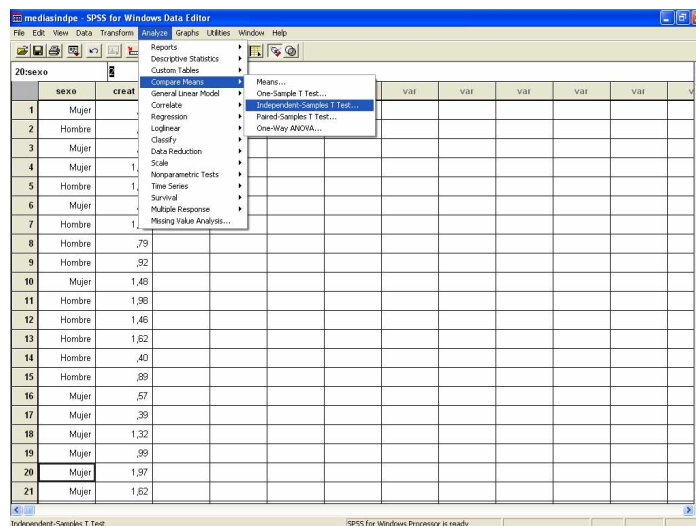 mediasindpe - SPSS for Windows Data Editor
File Edit View Data Transform Analyze Graphs Utilities Window Help
20:sexo 2
Reports
Descriptive Statistics
Custom Tables
Compare Means
General Linear Model
Correlate
Regression
Loglinear
Classify
Data Reduction
Scale
Nonparametric Tests
Time Series
Survival
Multiple Response
Missing Value Analysis...
Means...
One-Sample T Test...
Independent-Samples T Test...
Paired-Samples T Test...
One-Way ANOVA...
sexo creat var var var var var v
1 Mujer ,
2 Hombre ,
3 Mujer ,
4 Mujer 1,
5 Hombre 1,
6 Mujer ,
7 Hombre 1,
8 Hombre ,79
9 Hombre ,92
10 Mujer 1,48
11 Hombre 1,98
12 Hombre 1,46
13 Hombre 1,62
14 Hombre ,40
15 Hombre ,89
16 Mujer ,57
17 Mujer ,39
18 Mujer 1,32
19 Mujer ,99
20 Mujer 1,97
21 Mujer 1,62
Independent-Samples T Test SPSS for Windows Processor is ready